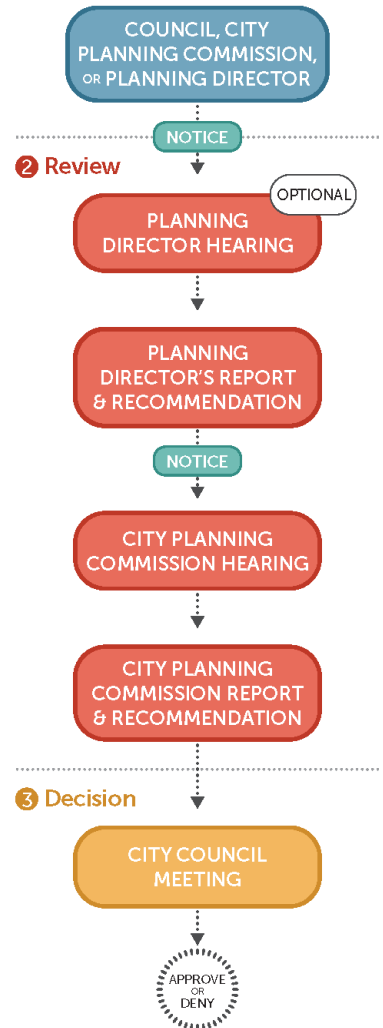 COUNCIL, CITY
PLANNING COMMISSION,
OR PLANNING DIRECTOR
NOTICE
2 Review
OPTIONAL
PLANNING
DIRECTOR HEARING
PLANNING
DIRECTOR'S REPORT
& RECOMMENDATION
NOTICE
CITY PLANNING
COMMISSION HEARING
CITY PLANNING
COMMISSION REPORT
& RECOMMENDATION
3 Decision
CITY COUNCIL
MEETING
APPROVE
OR
DENY